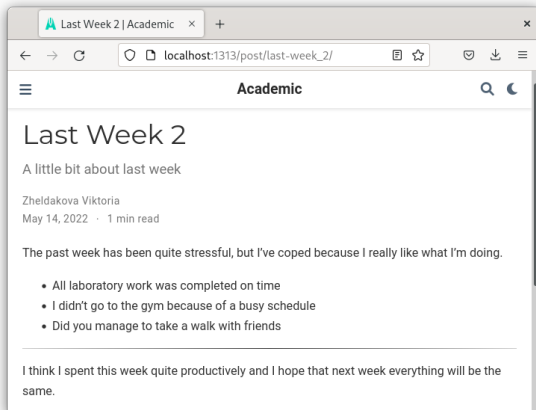 Last Week 2 | Academic
localhost:1313/post/last-week_2/
Academic
Last Week 2
A little bit about last week
Zheldakova Viktoria
May 14, 2022 · 1 min read
The past week has been quite stressful, but I've coped because I really like what I'm doing.
• All laboratory work was completed on time
• I didn't go to the gym because of a busy schedule
• Did you manage to take a walk with friends
I think I spent this week quite productively and I hope that next week everything will be the
same.